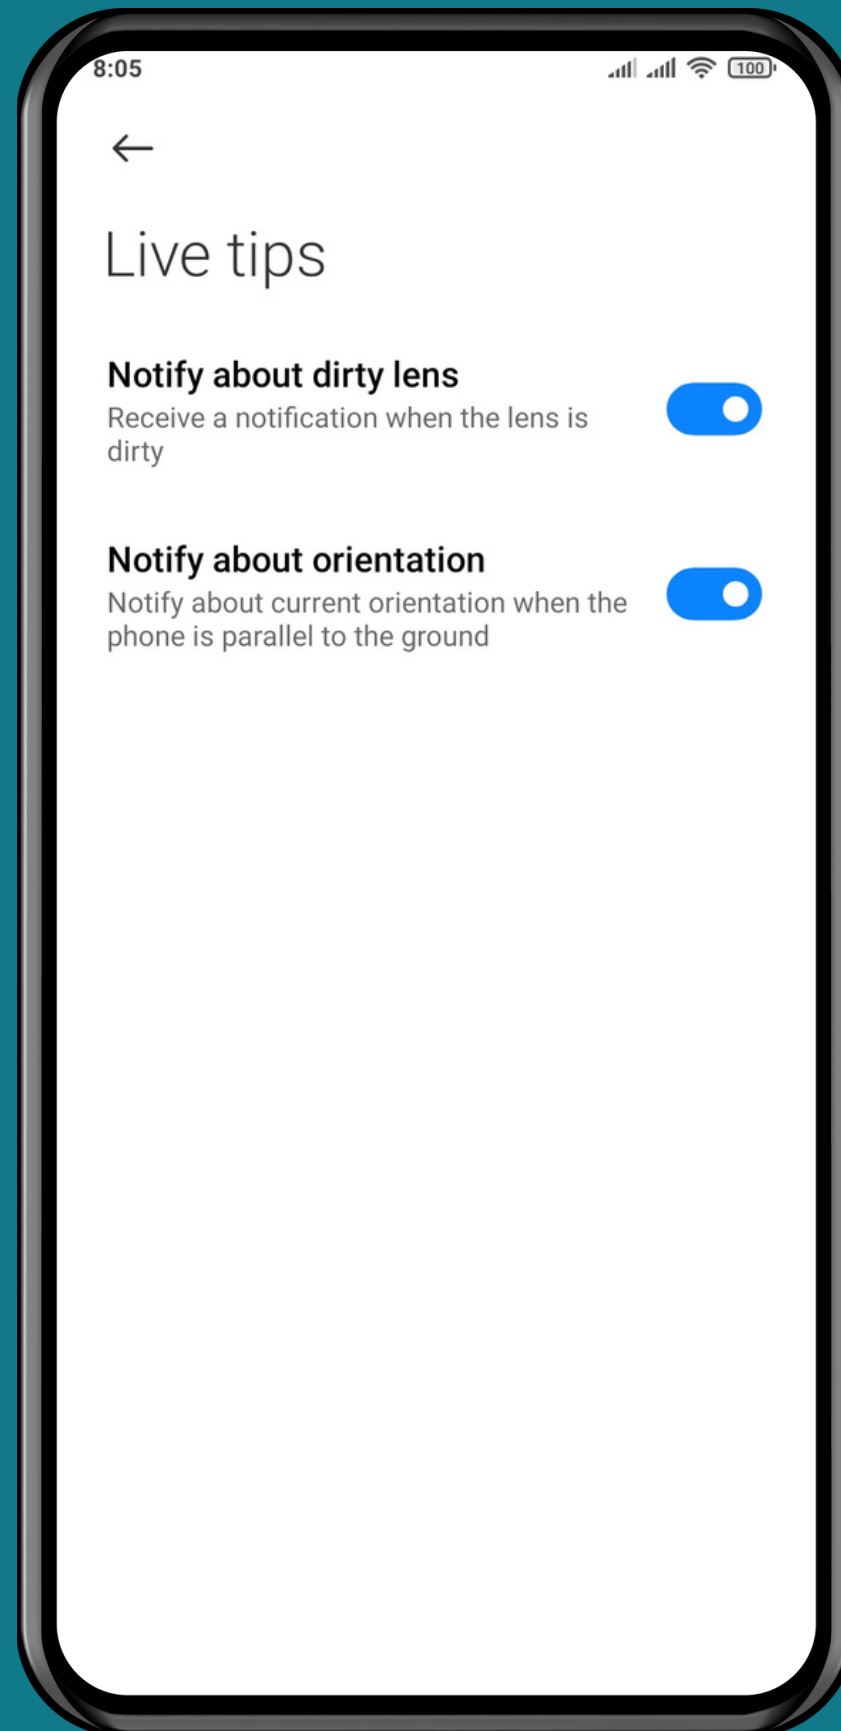 8:05
100
Live tips
Notify about dirty lens
Receive a notification when the lens is
dirty
Notify about orientation
Notify about current orientation when the
phone is parallel to the ground